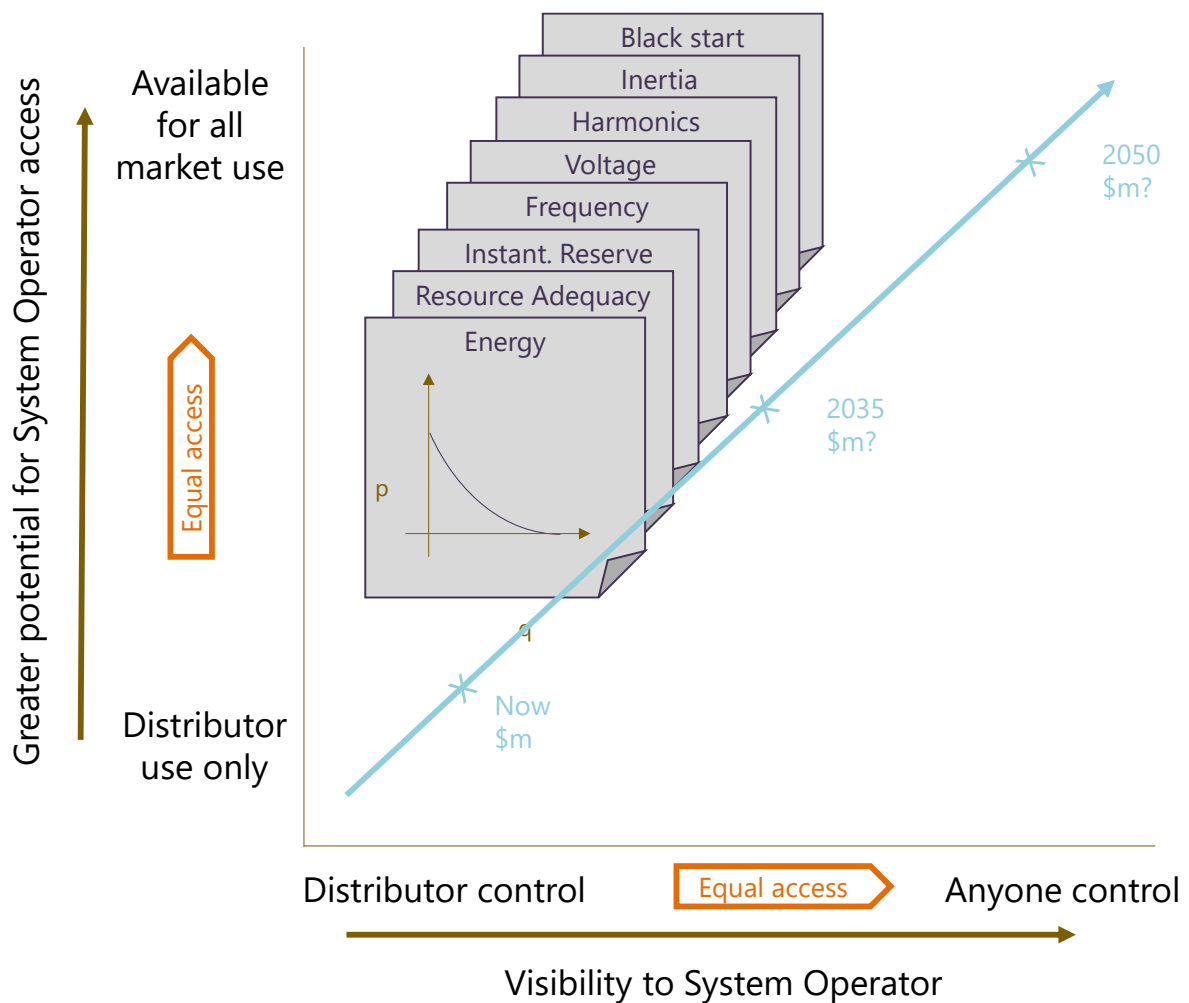 Greater potential for System Operator access
Available
for all
market use
Equal access
Distributor
use only
Black start
Inertia
Harmonics
Voltage
Frequency
Instant. Reserve
Resource Adequacy
Energy
p
q
2050
$m?
2035
$m?
Now
$m
Distributor control
Equal access
Anyone control
Visibility to System Operator